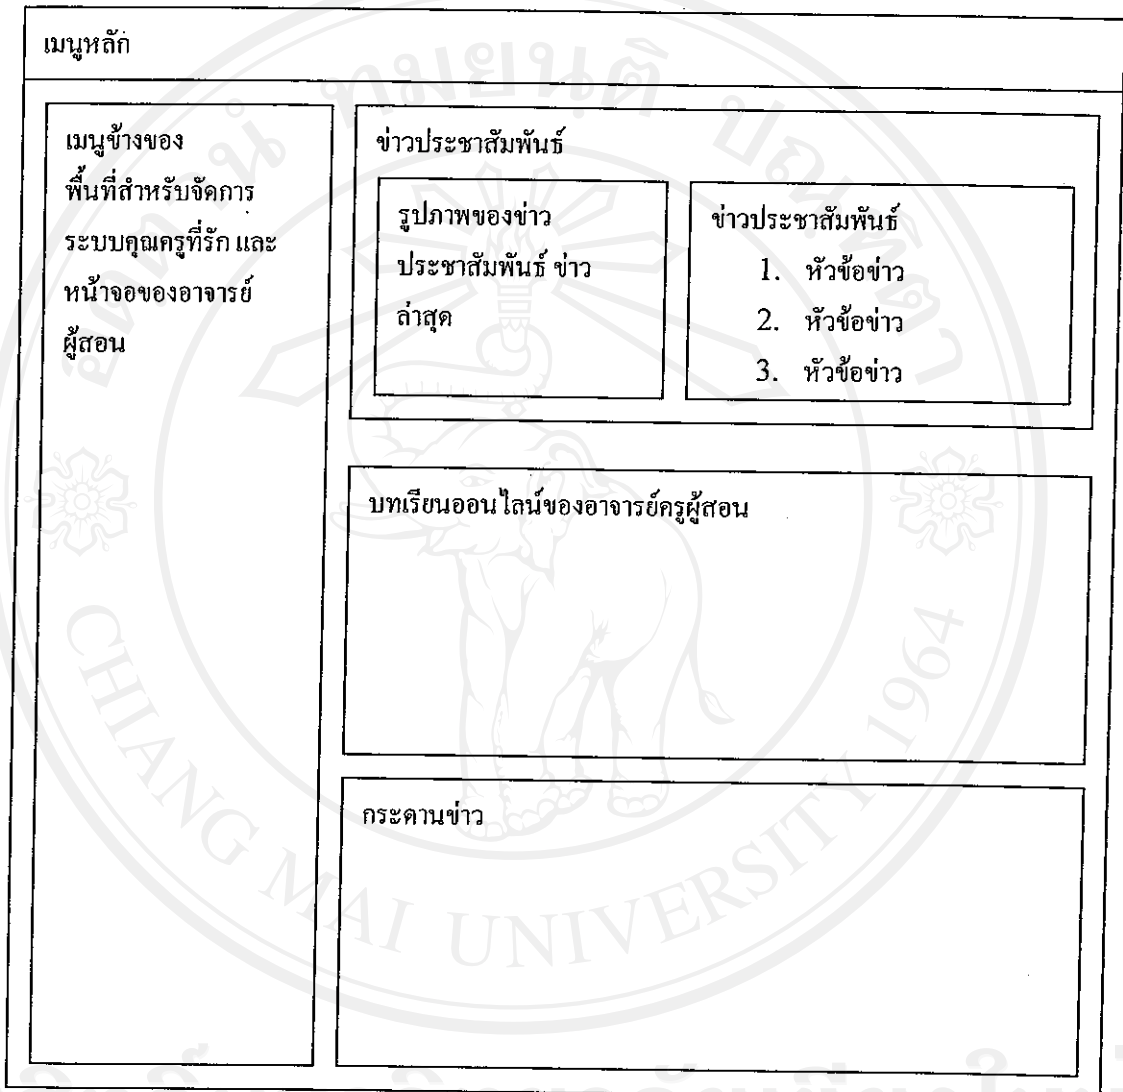 เมนูหลัก
เมนูข้างของ
พื้นที่สำหรับจัดการ
ระบบคุณครูที่รัก และ
หน้าจอของอาจารย์
ผู้สอน
ข่าวประชาสัมพันธ์
รูปภาพของข่าว
ประชาสัมพันธ์ ข่าว
ล่าสุด
ข่าวประชาสัมพันธ์
1. หัวข้อข่าว
2. หัวข้อข่าว
3. หัวข้อข่าว
บทเรียนออนไลน์ของอาจารย์ครูผู้สอน
กระดานข่าว
CHIANG MAI UNIVERSITY 1964